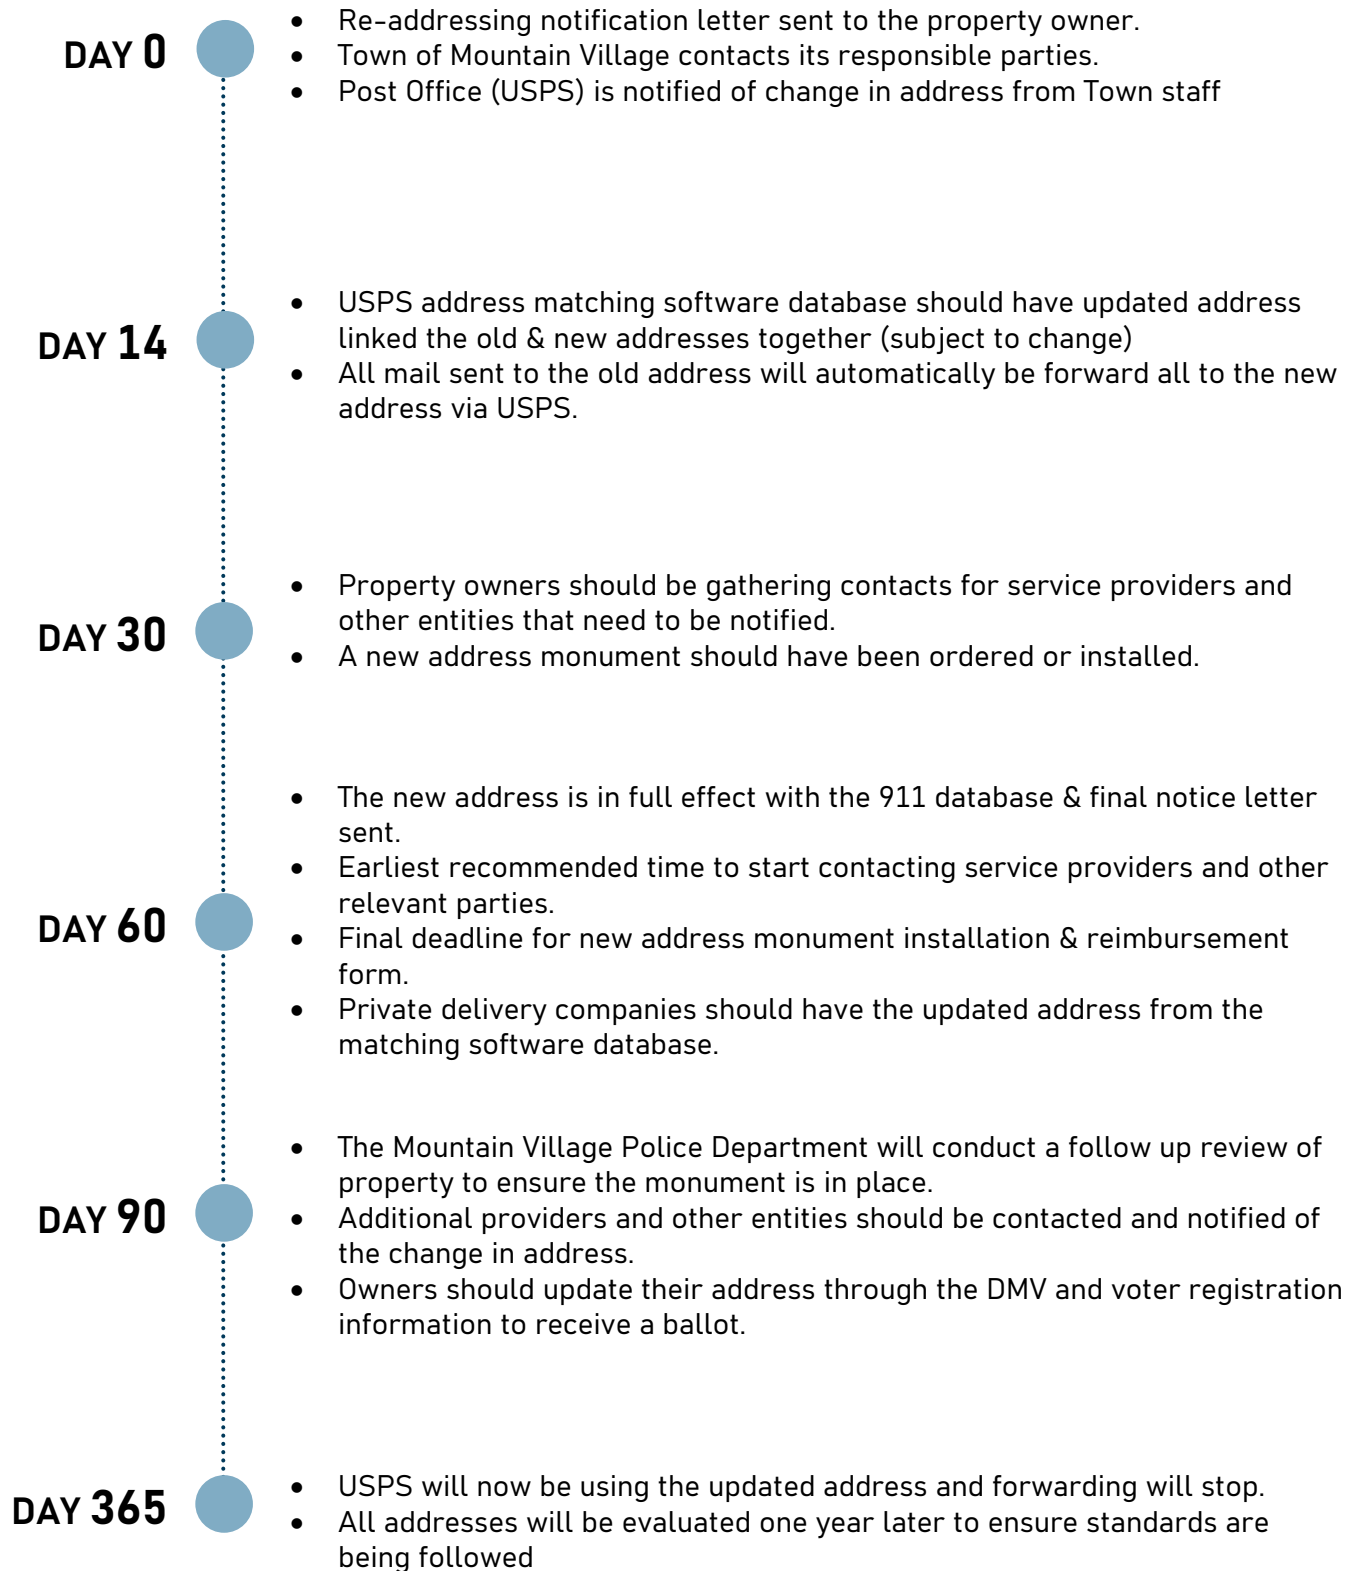 DAY 0
• Re-addressing notification letter sent to the property owner.
• Town of Mountain Village contacts its responsible parties.
• Post Office (USPS) is notified of change in address from Town staff
DAY 14
• USPS address matching software database should have updated address
linked the old & new addresses together (subject to change)
• All mail sent to the old address will automatically be forward all to the new
address via USPS.
DAY 30
• Property owners should be gathering contacts for service providers and
other entities that need to be notified.
• A new address monument should have been ordered or installed.
DAY 60
• The new address is in full effect with the 911 database & final notice letter
sent.
• Earliest recommended time to start contacting service providers and other
relevant parties.
• Final deadline for new address monument installation & reimbursement
form.
• Private delivery companies should have the updated address from the
matching software database.
DAY 90
• The Mountain Village Police Department will conduct a follow up review of
property to ensure the monument is in place.
• Additional providers and other entities should be contacted and notified of
the change in address.
• Owners should update their address through the DMV and voter registration
information to receive a ballot.
DAY 365
• USPS will now be using the updated address and forwarding will stop.
• All addresses will be evaluated one year later to ensure standards are
being followed